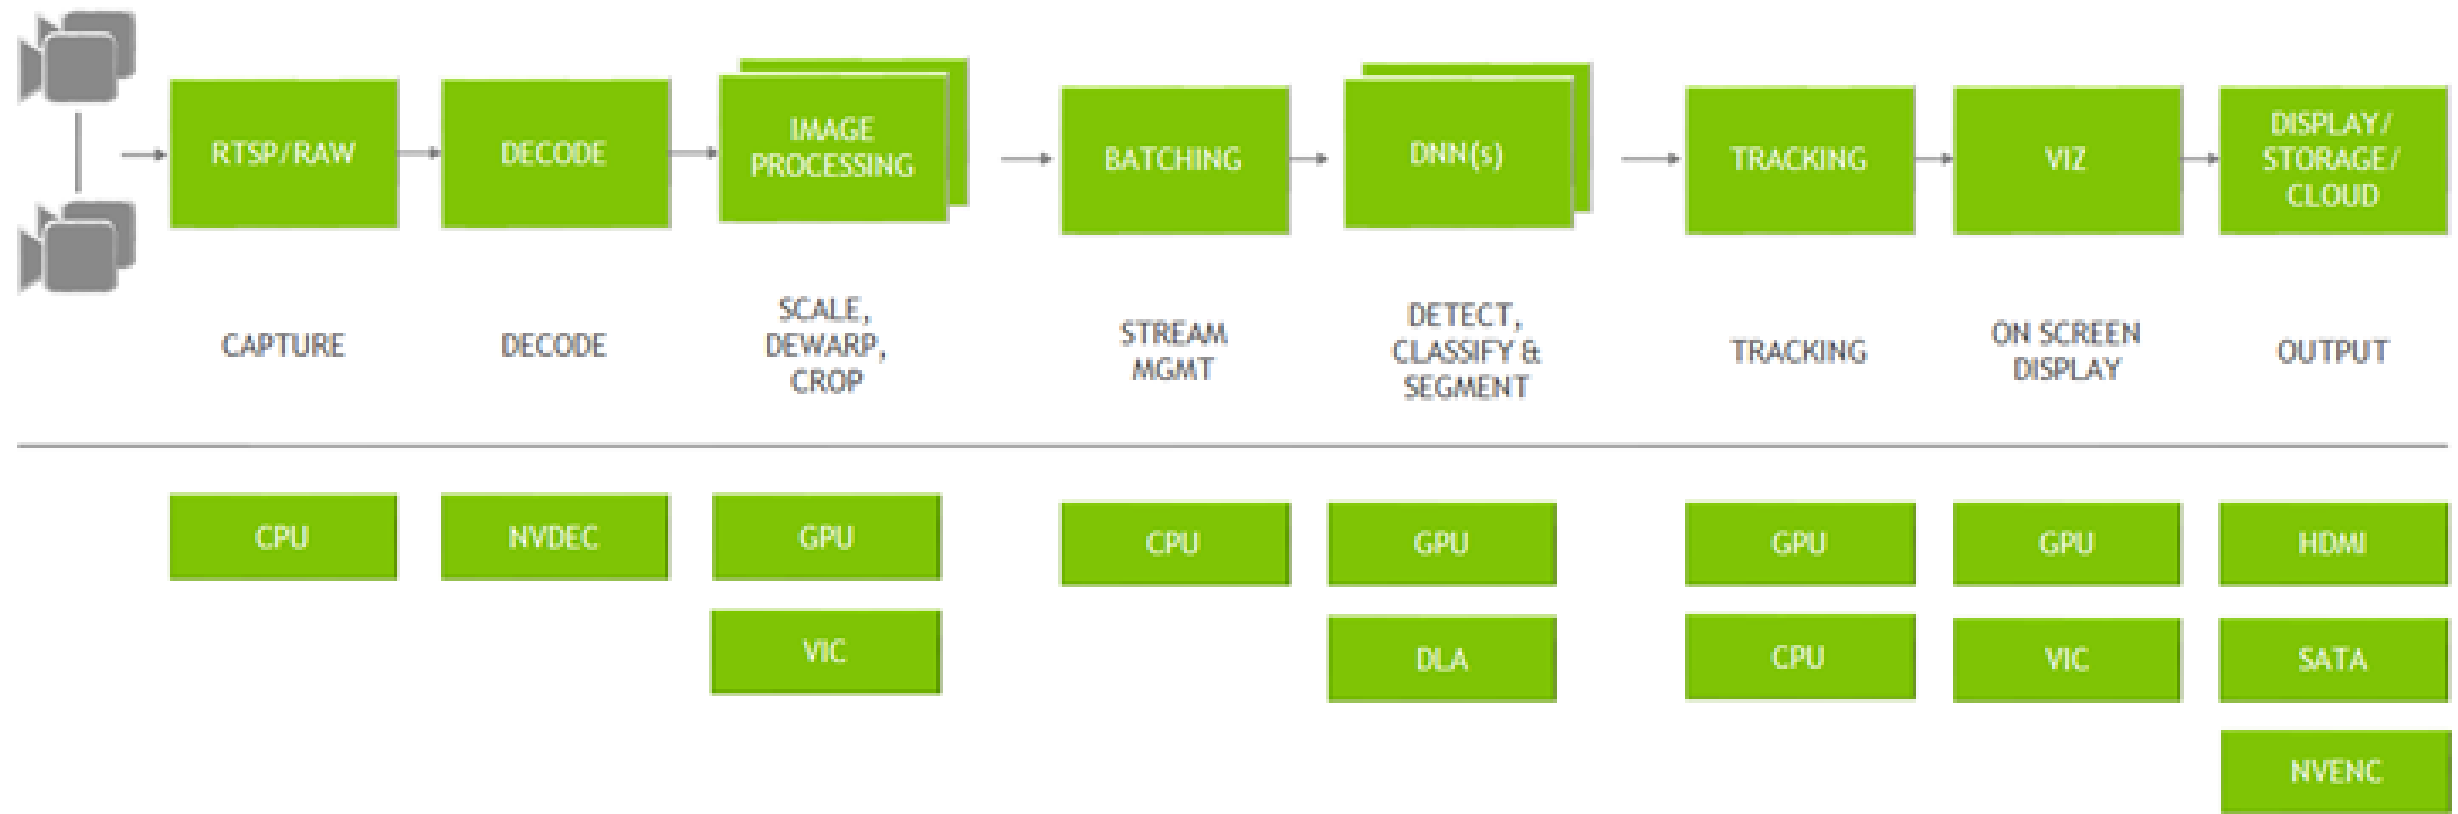 RTSP/RAW
DECODE
IMAGE
PROCESSING
BATCHING
DNN(s)
TRACKING
VIZ
DISPLAY/
STORAGE/
CLOUD
CAPTURE
DECODE
SCALE,
DEWARP,
CROP
STREAM
MGMT
DETECT,
CLASSIFY &
SEGMENT
TRACKING
ON SCREEN
DISPLAY
OUTPUT
CPU
NVDEC
GPU
CPU
GPU
GPU
GPU
HDMI
VIC
DLA
CPU
VIC
SATA
NVENC